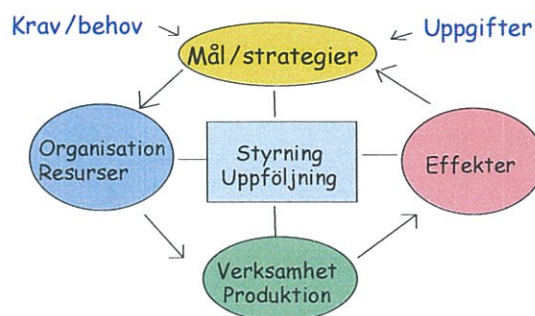 Krav/behov
Uppgifter
Mål/strategier
Organisation
Resurser
Styrning
Uppföljning
Effekter
Verksamhet
Produktion